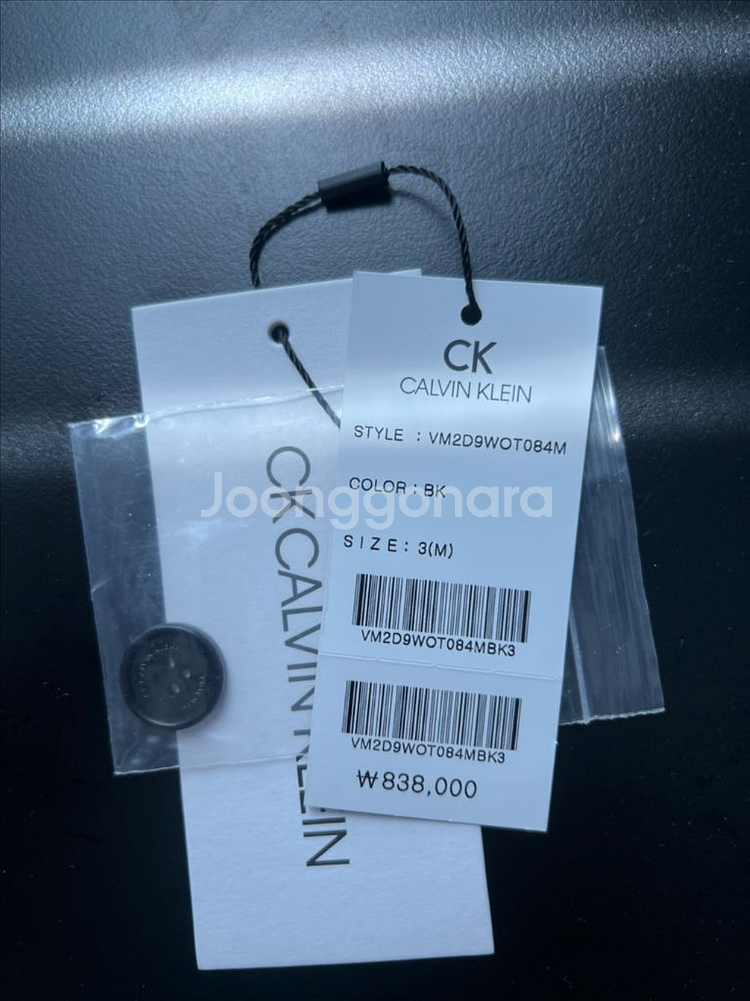 CK
CALVIN KLEIN
STYLE : VM2D9WOT084M
COLOR : BK
SIZE : 3(M)
VM2D9WOT084MBK3
VM2D9WOT084MBK3
₩838,000
CK CALVIN KLEIN
Joonggonara